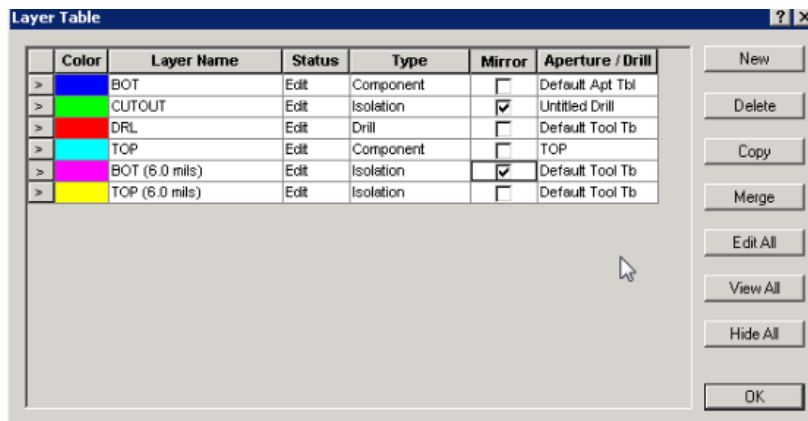 Layer Table
Color Layer Name Status Type Mirror Aperture / Drill
> BOT Edit Component Default Apt Tbl
> CUTOUT Edit Isolation Untitled Drill
> DRL Edit Drill Default Tool Tb
> TOP Edit Component TOP
> BOT (6.0 mils) Edit Isolation Default Tool Tb
> TOP (6.0 mils) Edit Isolation Default Tool Tb
New
Delete
Copy
Merge
Edit All
View All
Hide All
OK